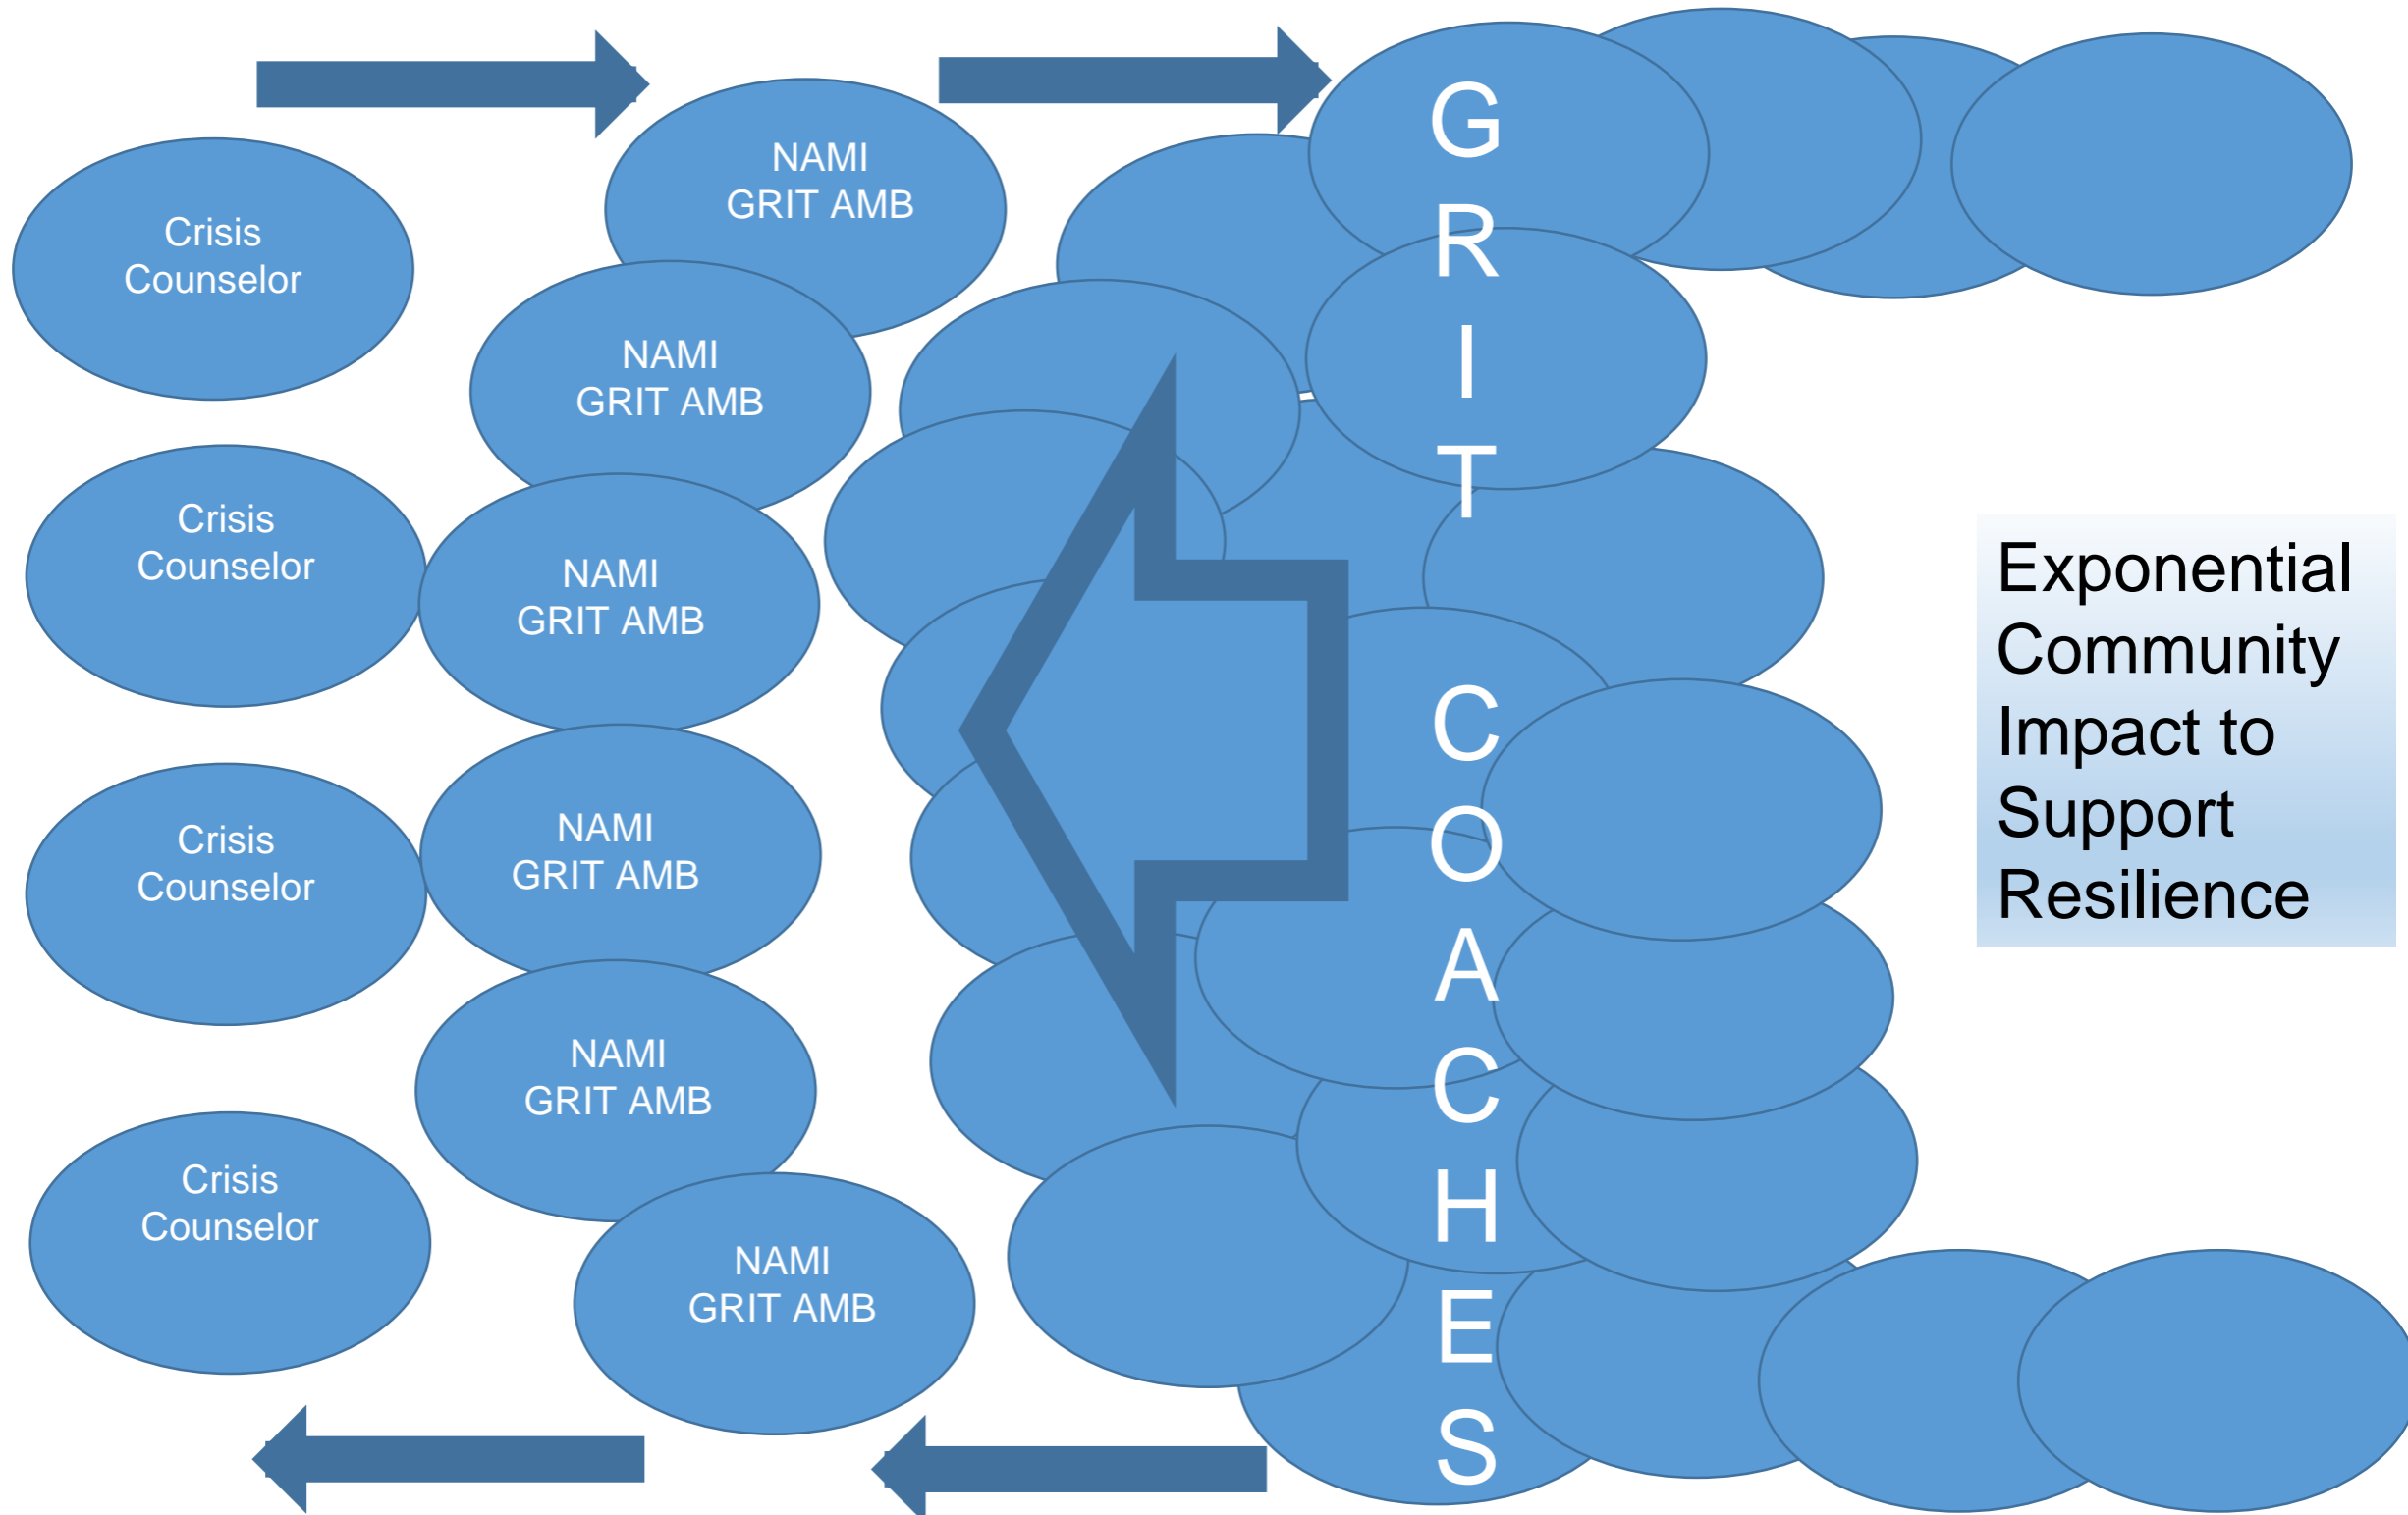 Crisis
Counselor
Crisis
Counselor
Crisis
Counselor
Crisis
Counselor
NAMI
GRIT AMB
NAMI
GRIT AMB
NAMI
GRIT AMB
NAMI
GRIT AMB
NAMI
GRIT AMB
NAMI
GRIT AMB
G
R
I
T
C
O
A
C
H
E
S
Exponential
Community
Impact to
Support
Resilience